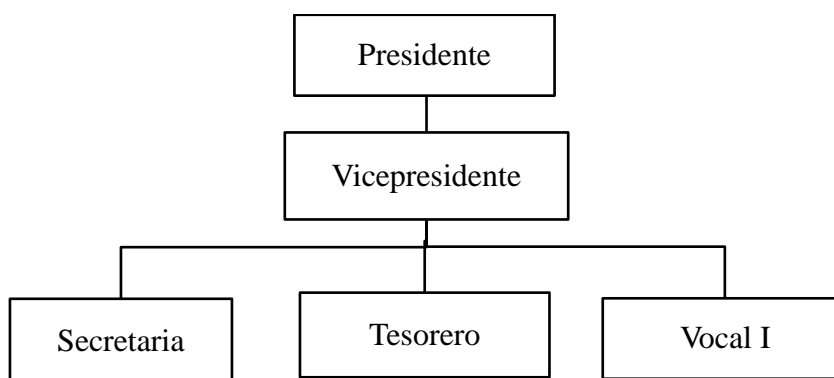 Presidente
Vicepresidente
Secretaria
Tesorero
Vocal I